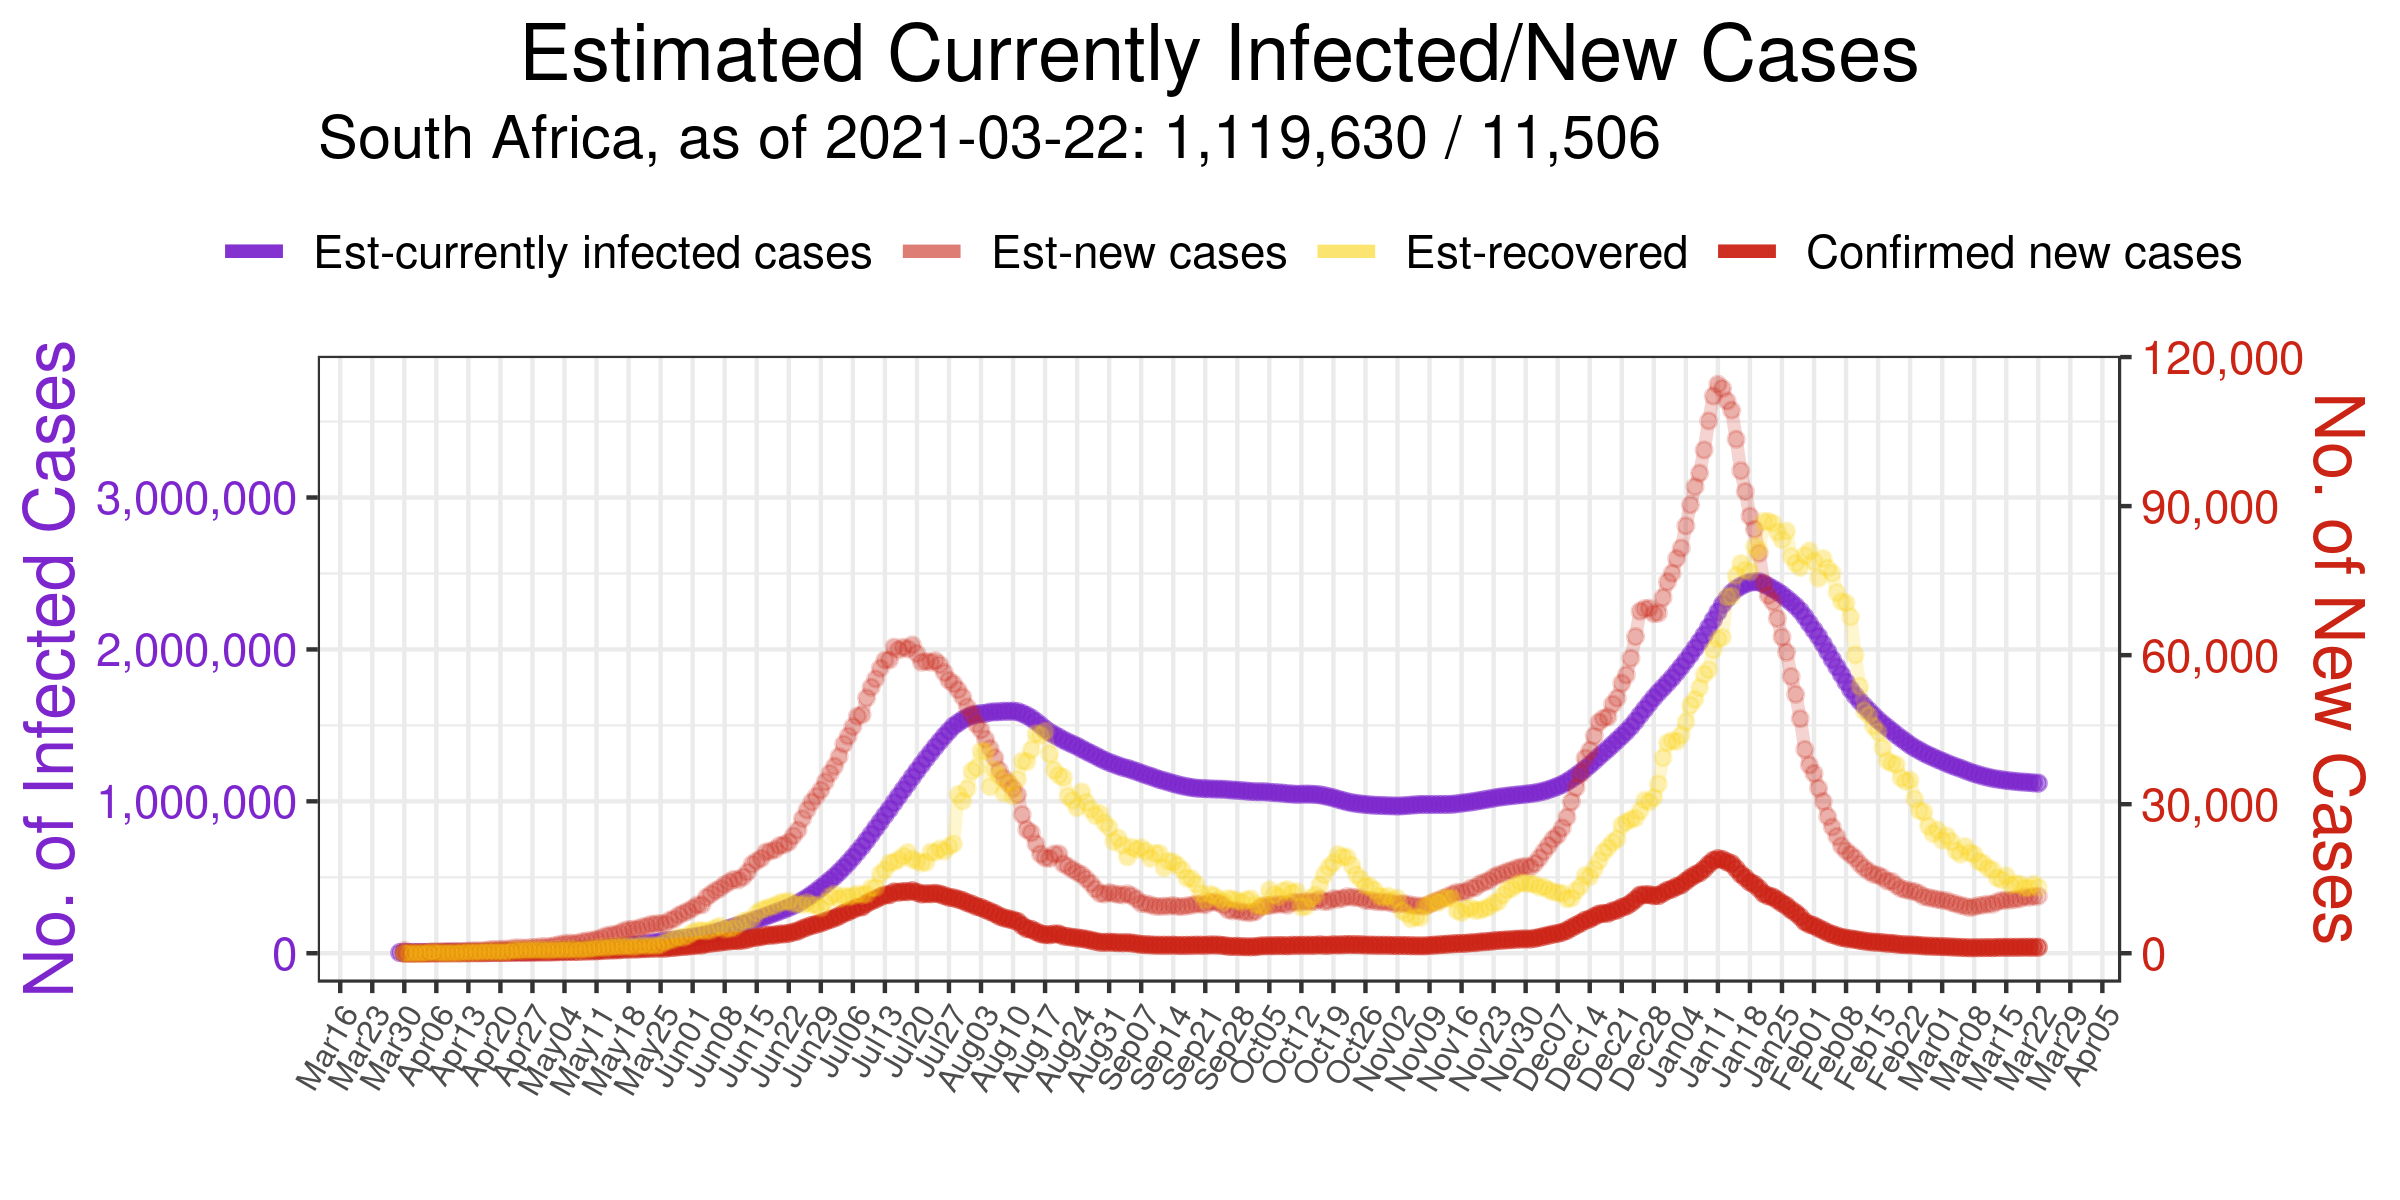 Estimated Currently Infected/New Cases
South Africa, as of 2021-03-22: 1,119,630 / 11,506
Est-currently infected cases Est-new cases Est-recovered Confirmed new cases
No. of Infected Cases
3,000,000
2,000,000
1,000,000
0
120,000
90,000
60,000
30,000
0
No. of New Cases
Mar16 Mar23 Mar30 Apr06 Apr13 Apr20 Apr27 May04 May11 May18 May25 Jun01 Jun08 Jun15 Jun22 Jun29 Jul06 Jul13 Jul20 Jul27 Aug03 Aug10 Aug17 Aug24 Aug31 Sep07 Sep14 Sep21 Sep28 Oct05 Oct12 Oct19 Oct26 Nov02 Nov09 Nov16 Nov23 Nov30 Dec07 Dec14 Dec21 Dec28 Jan04 Jan11 Jan18 Jan25 Feb01 Feb08 Feb15 Feb22 Mar01 Mar08 Mar15 Mar22 Mar29 Apr05